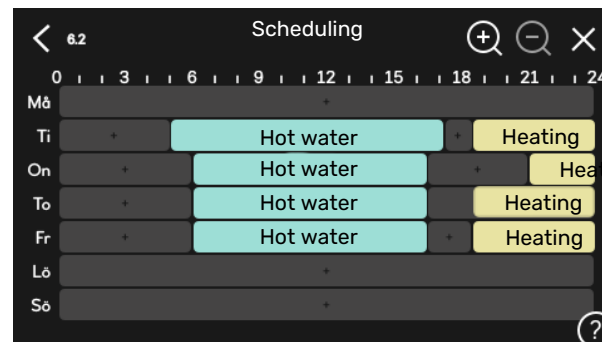 6.2 Scheduling
0 3 6 9 12 15 18 21 24
Må
Ti Hot water Heating
On Hot water Hea
To Hot water Heating
Fr Hot water Heating
Lö
Sö
?